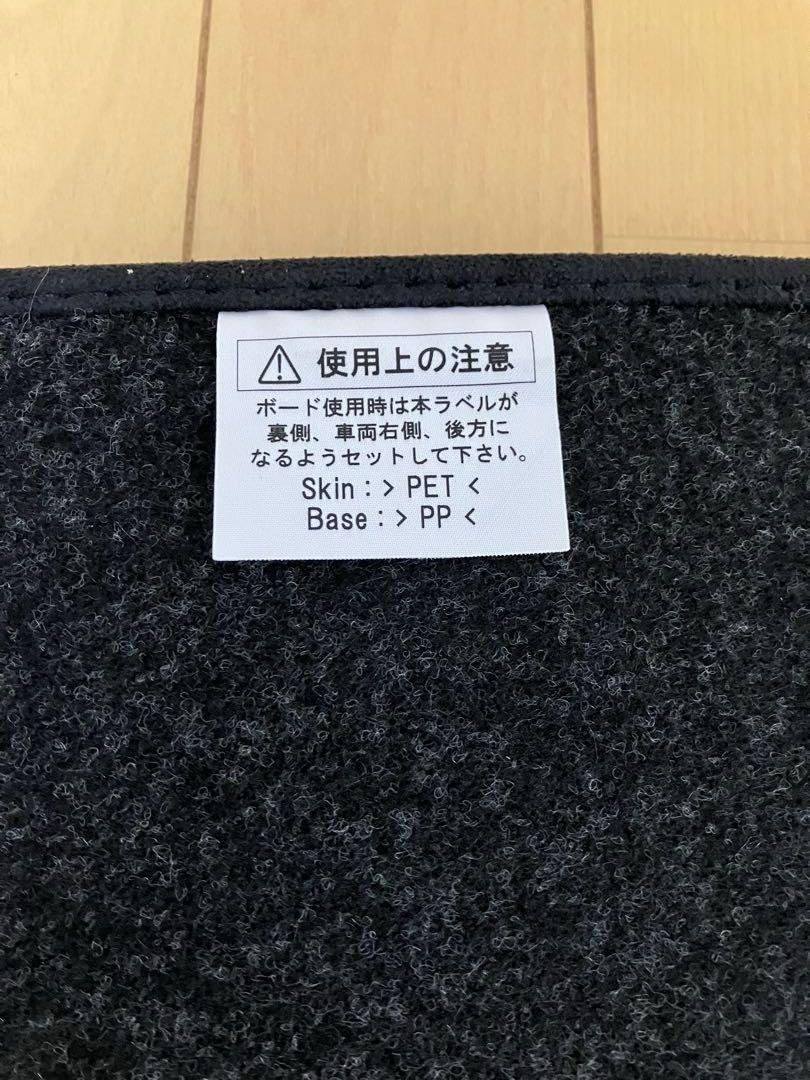 使用上の注意
ボード使用時は本ラベルが
裏側、車両右側、後方に
なるようセットして下さい。
Skin：> PET <
Base：> PP <